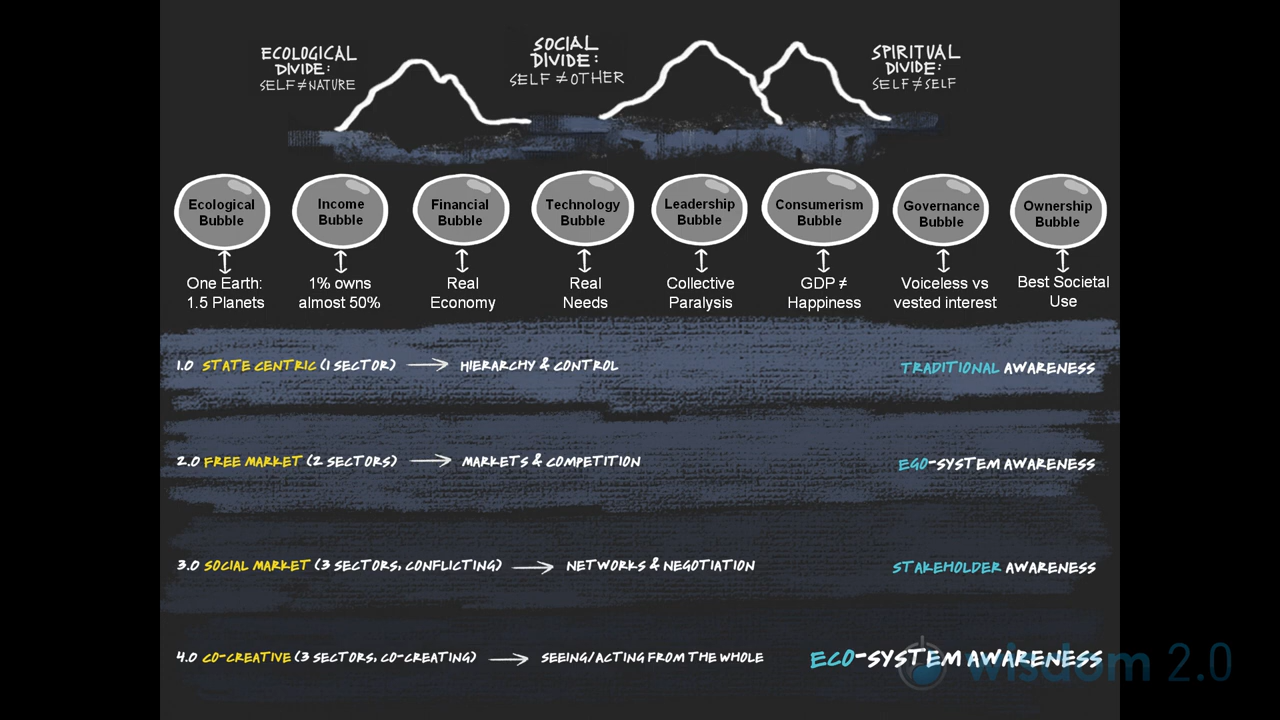 ECOLOGICAL
DIVIDE:
SELF ≠ NATURE
SOCIAL
DIVIDE:
SELF ≠ OTHER
SPIRITUAL
DIVIDE:
SELF ≠ SELF
Ecological
Bubble
Income
Bubble
Financial
Bubble
Technology
Bubble
Leadership
Bubble
Consumerism
Bubble
Governance
Bubble
Ownership
Bubble
One Earth:
1.5 Planets
1% owns
almost 50%
Real
Economy
Real
Needs
Collective
Paralysis
GDP ≠
Happiness
Voiceless vs
vested interest
Best Societal
Use
1.0 STATE CENTRIC (1 SECTOR) → HIERARCHY & CONTROL
TRADITIONAL AWARENESS
2.0 FREE MARKET (2 SECTORS) → MARKETS & COMPETITION
EGO-SYSTEM AWARENESS
3.0 SOCIAL MARKET (3 SECTORS, CONFLICTING) → NETWORKS & NEGOTIATION
STAKEHOLDER AWARENESS
4.0 CO-CREATIVE (3 SECTORS, CO-CREATING) → SEEING/ACTING FROM THE WHOLE
ECO-SYSTEM AWARENESS
wisdom 2.0